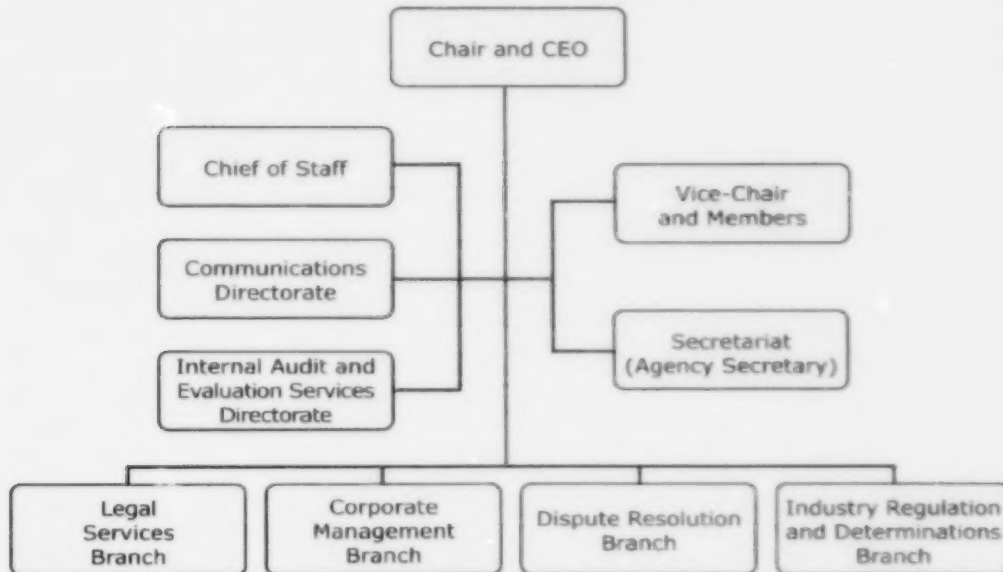 Chair and CEO
Chief of Staff
Vice-Chair
and Members
Communications
Directorate
Secretariat
(Agency Secretary)
Internal Audit and
Evaluation Services
Directorate
Legal
Services
Branch
Corporate
Management
Branch
Dispute Resolution
Branch
Industry Regulation
and Determinations
Branch